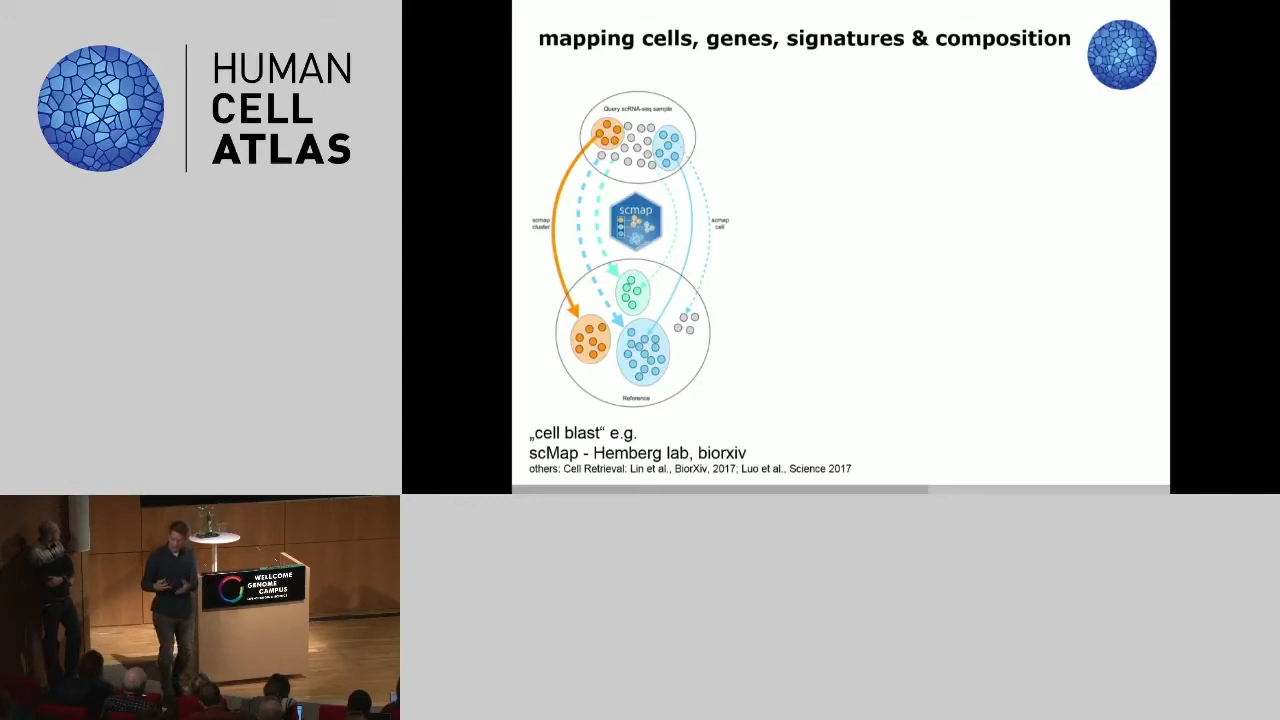 HUMAN
CELL
ATLAS
mapping cells, genes, signatures & composition
Query scRNA-seq sample
scmap
cluster
scmap
scmap
cell
Reference
„cell blast“ e.g.
scMap - Hemberg lab, biorxiv
others: Cell Retrieval: Lin et al., BiorXiv, 2017; Luo et al., Science 2017
WELLCOME
GENOME
CAMPUS